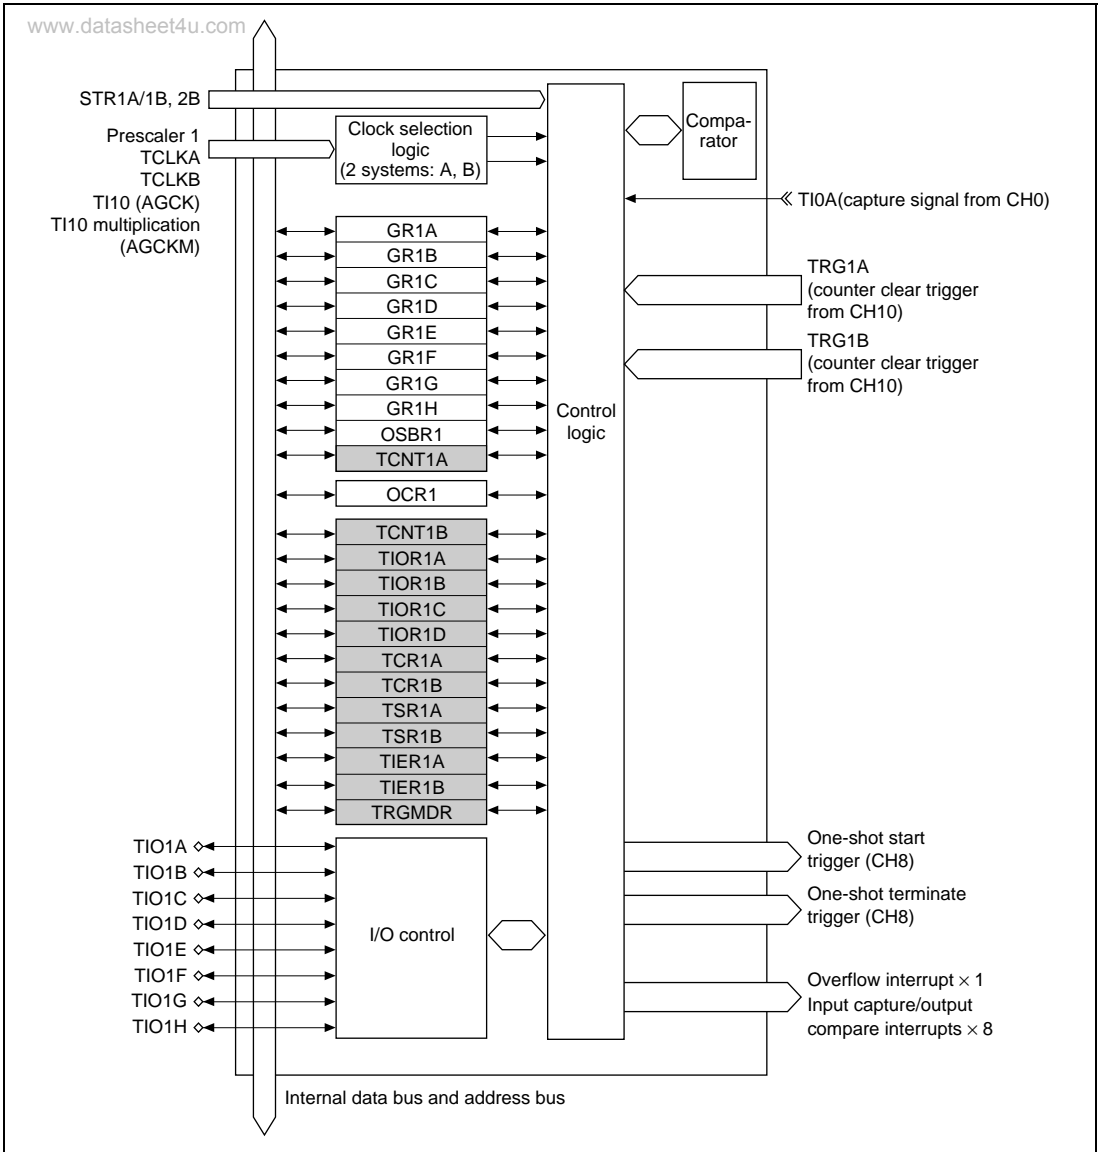 www.datasheet4u.com
STR1A/1B, 2B
Prescaler 1
TCLKA
TCLKB
TI10 (AGCK)
TI10 multiplication
(AGCKM)
Clock selection
logic
(2 systems: A, B)
Compa-
rator
TI0A(capture signal from CH0)
TRG1A
(counter clear trigger
from CH10)
TRG1B
(counter clear trigger
from CH10)
GR1A
GR1B
GR1C
GR1D
GR1E
GR1F
GR1G
GR1H
OSBR1
TCNT1A
OCR1
TCNT1B
TIOR1A
TIOR1B
TIOR1C
TIOR1D
TCR1A
TCR1B
TSR1A
TSR1B
TIER1A
TIER1B
TRGMDR
Control
logic
TIO1A
TIO1B
TIO1C
TIO1D
TIO1E
TIO1F
TIO1G
TIO1H
I/O control
One-shot start
trigger (CH8)
One-shot terminate
trigger (CH8)
Overflow interrupt × 1
Input capture/output
compare interrupts × 8
Internal data bus and address bus